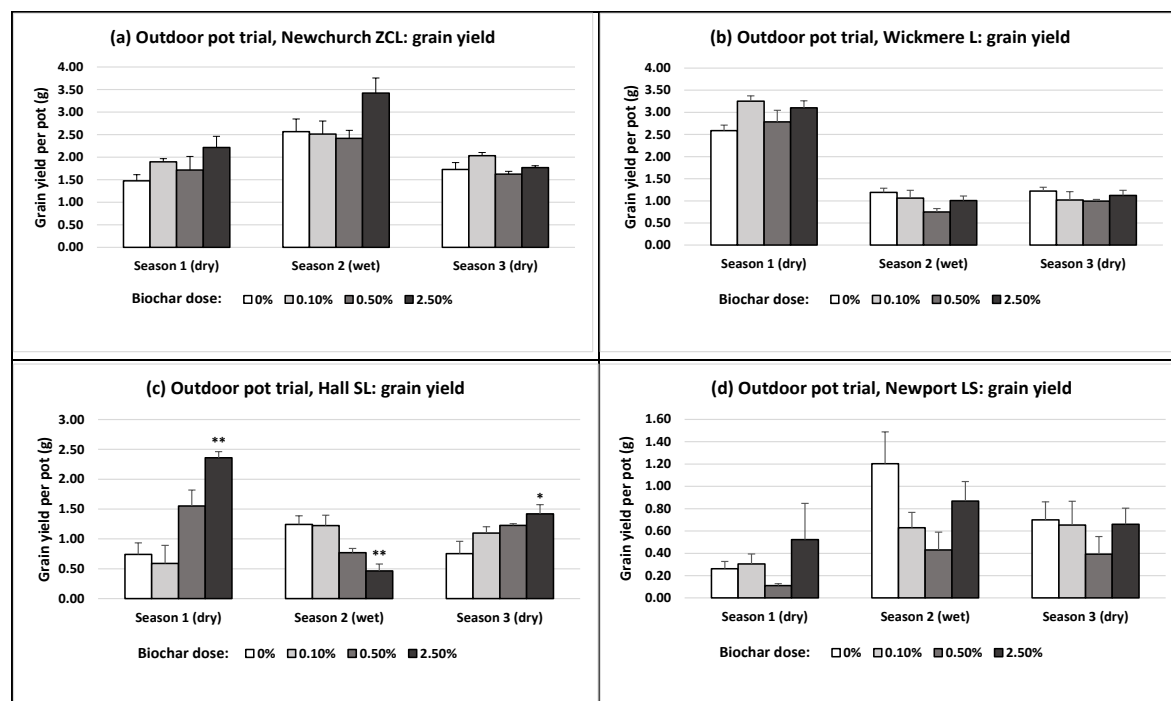 (a) Outdoor pot trial, Newchurch ZCL: grain yield
Grain yield per pot (g)
4.00
3.50
3.00
2.50
2.00
1.50
1.00
0.50
0.00
Season 1 (dry) Season 2 (wet) Season 3 (dry)
Biochar dose: 0% 0.10% 0.50% 2.50%
(b) Outdoor pot trial, Wickmere L: grain yield
Grain yield per pot (g)
4.00
3.50
3.00
2.50
2.00
1.50
1.00
0.50
0.00
Season 1 (dry) Season 2 (wet) Season 3 (dry)
Biochar dose: 0% 0.10% 0.50% 2.50%
(c) Outdoor pot trial, Hall SL: grain yield
Grain yield per pot (g)
3.00
2.50
2.00
1.50
1.00
0.50
0.00
**
**
*
Season 1 (dry) Season 2 (wet) Season 3 (dry)
Biochar dose: 0% 0.10% 0.50% 2.50%
(d) Outdoor pot trial, Newport LS: grain yield
Grain yield per pot (g)
1.60
1.40
1.20
1.00
0.80
0.60
0.40
0.20
0.00
Season 1 (dry) Season 2 (wet) Season 3 (dry)
Biochar dose: 0% 0.10% 0.50% 2.50%